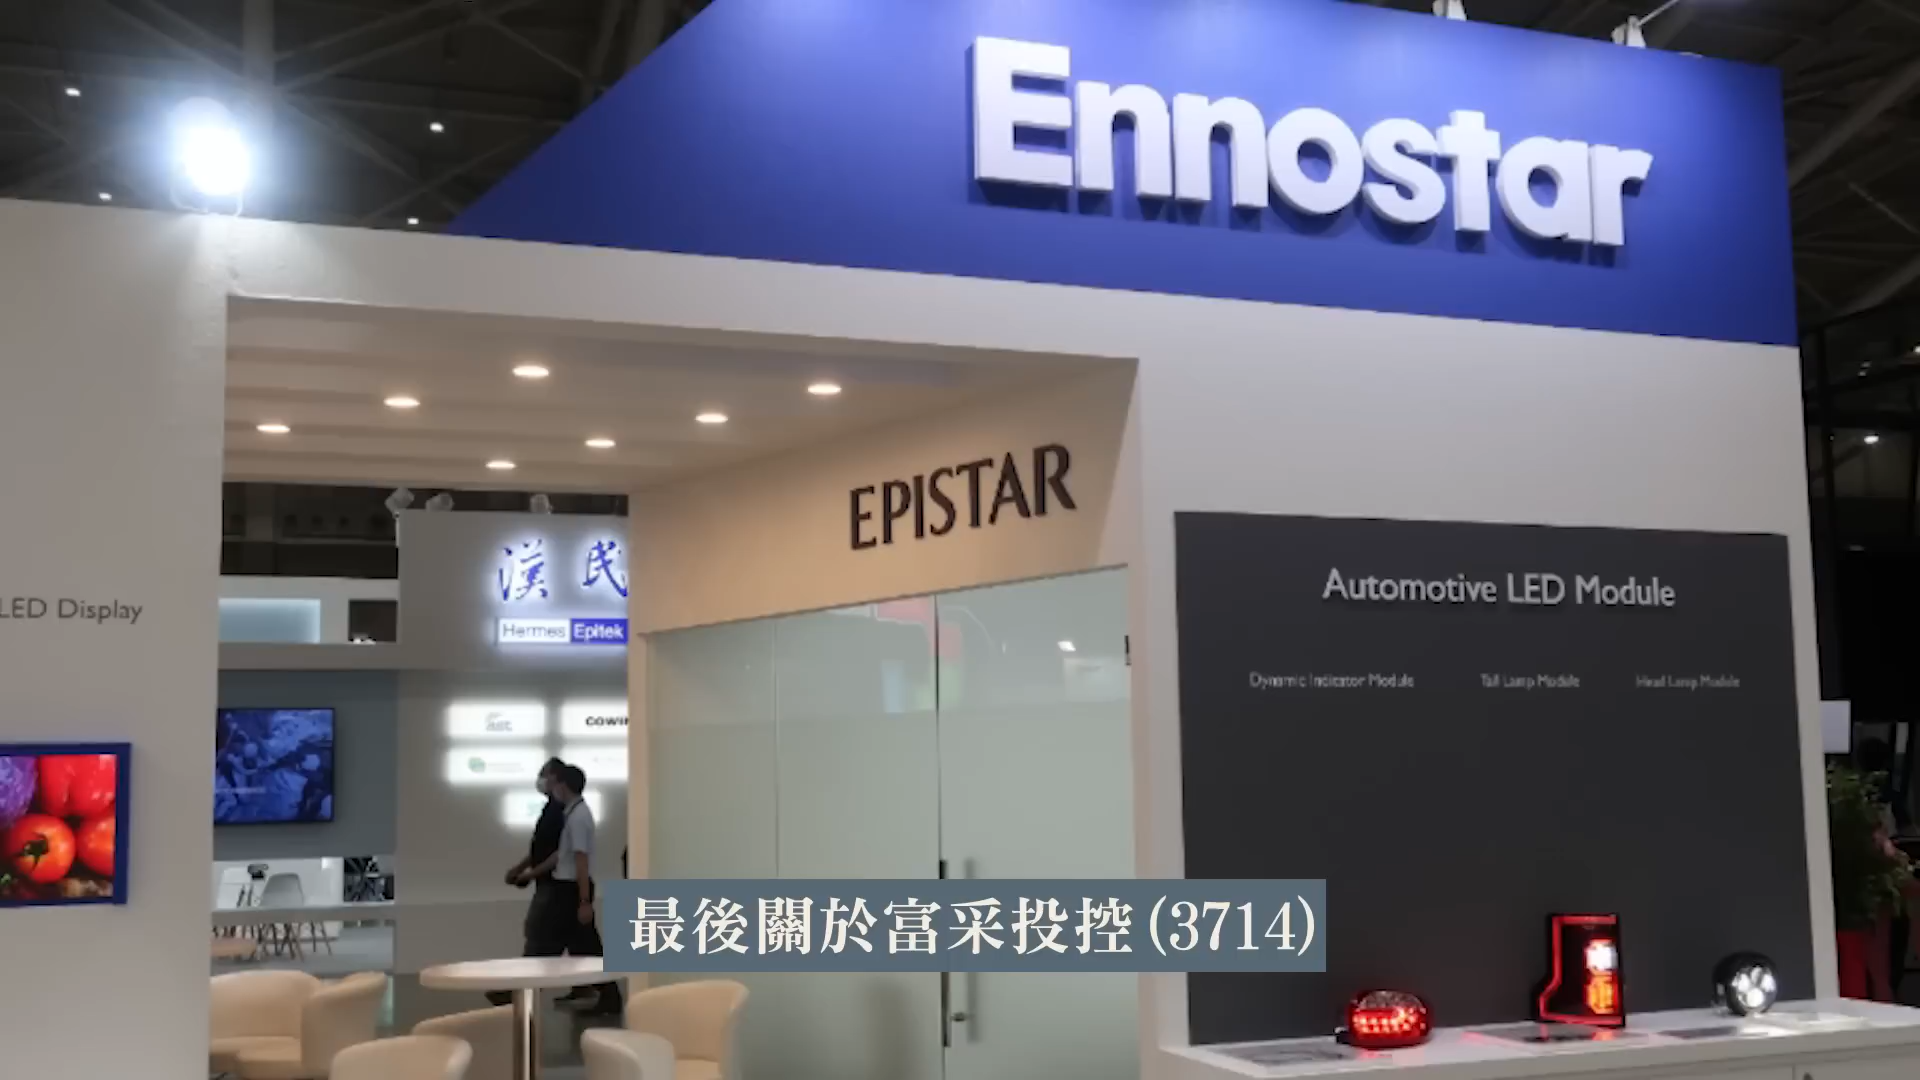 Ennostar
EPISTAR
漢民
Hermes Epitek
LED Display
Automotive LED Module
Dynamic Indicator Module
Tail Lamp Module
Head Lamp Module
最後關於富采投控(3714)